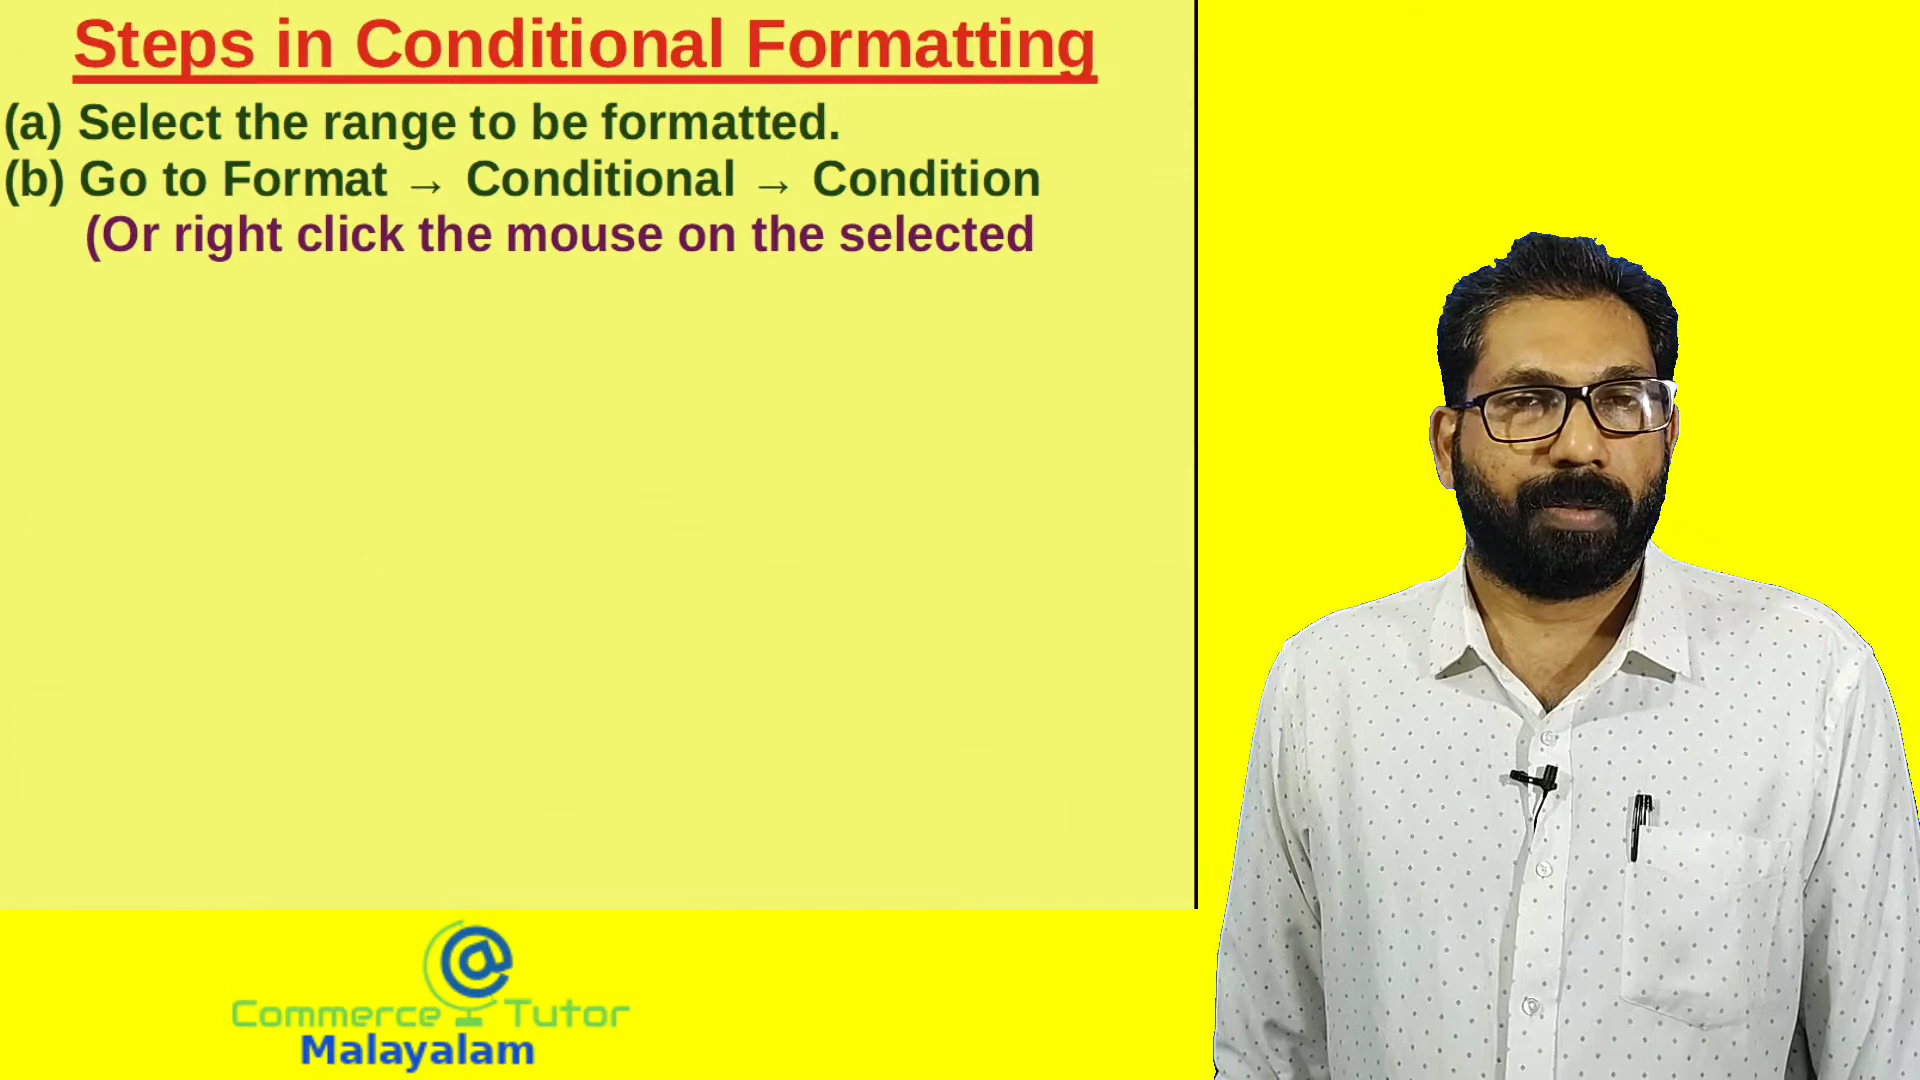 Steps in Conditional Formatting
(a) Select the range to be formatted.
(b) Go to Format → Conditional → Condition
(Or right click the mouse on the selected
@
Commerce Tutor
Malayalam